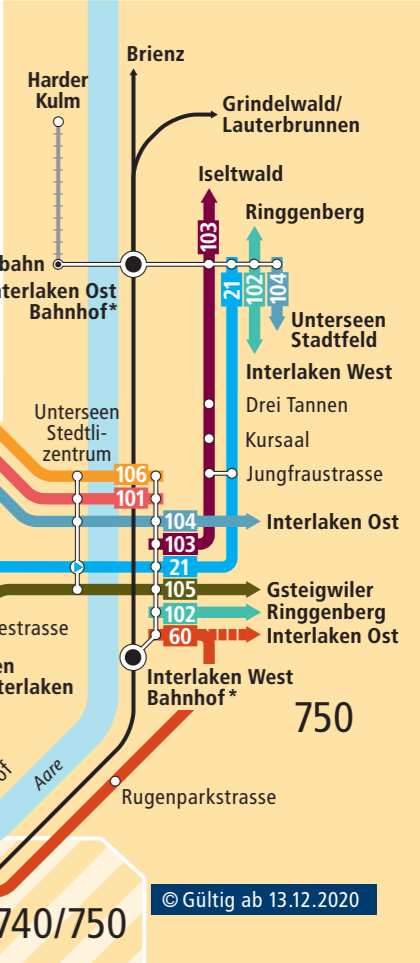 Brienz
Harder
Kulm
Grindelwald/
Lauterbrunnen
Iseltwald
103
Ringgenberg
bahn
nterlaken Ost
Bahnhof*
21
102
104
Unterseen
Stadtfeld
Interlaken West
Drei Tannen
Kursaal
Jungfraustrasse
Unterseen
Stedtli-
zentrum
106
101
104
Interlaken Ost
103
21
105
Gsteigwiler
102
Ringgenberg
60
Interlaken Ost
estrasse
en
terlaken
Interlaken West
Bahnhof*
750
of
Aare
Rugenparkstrasse
© Gültig ab 13.12.2020
740/750